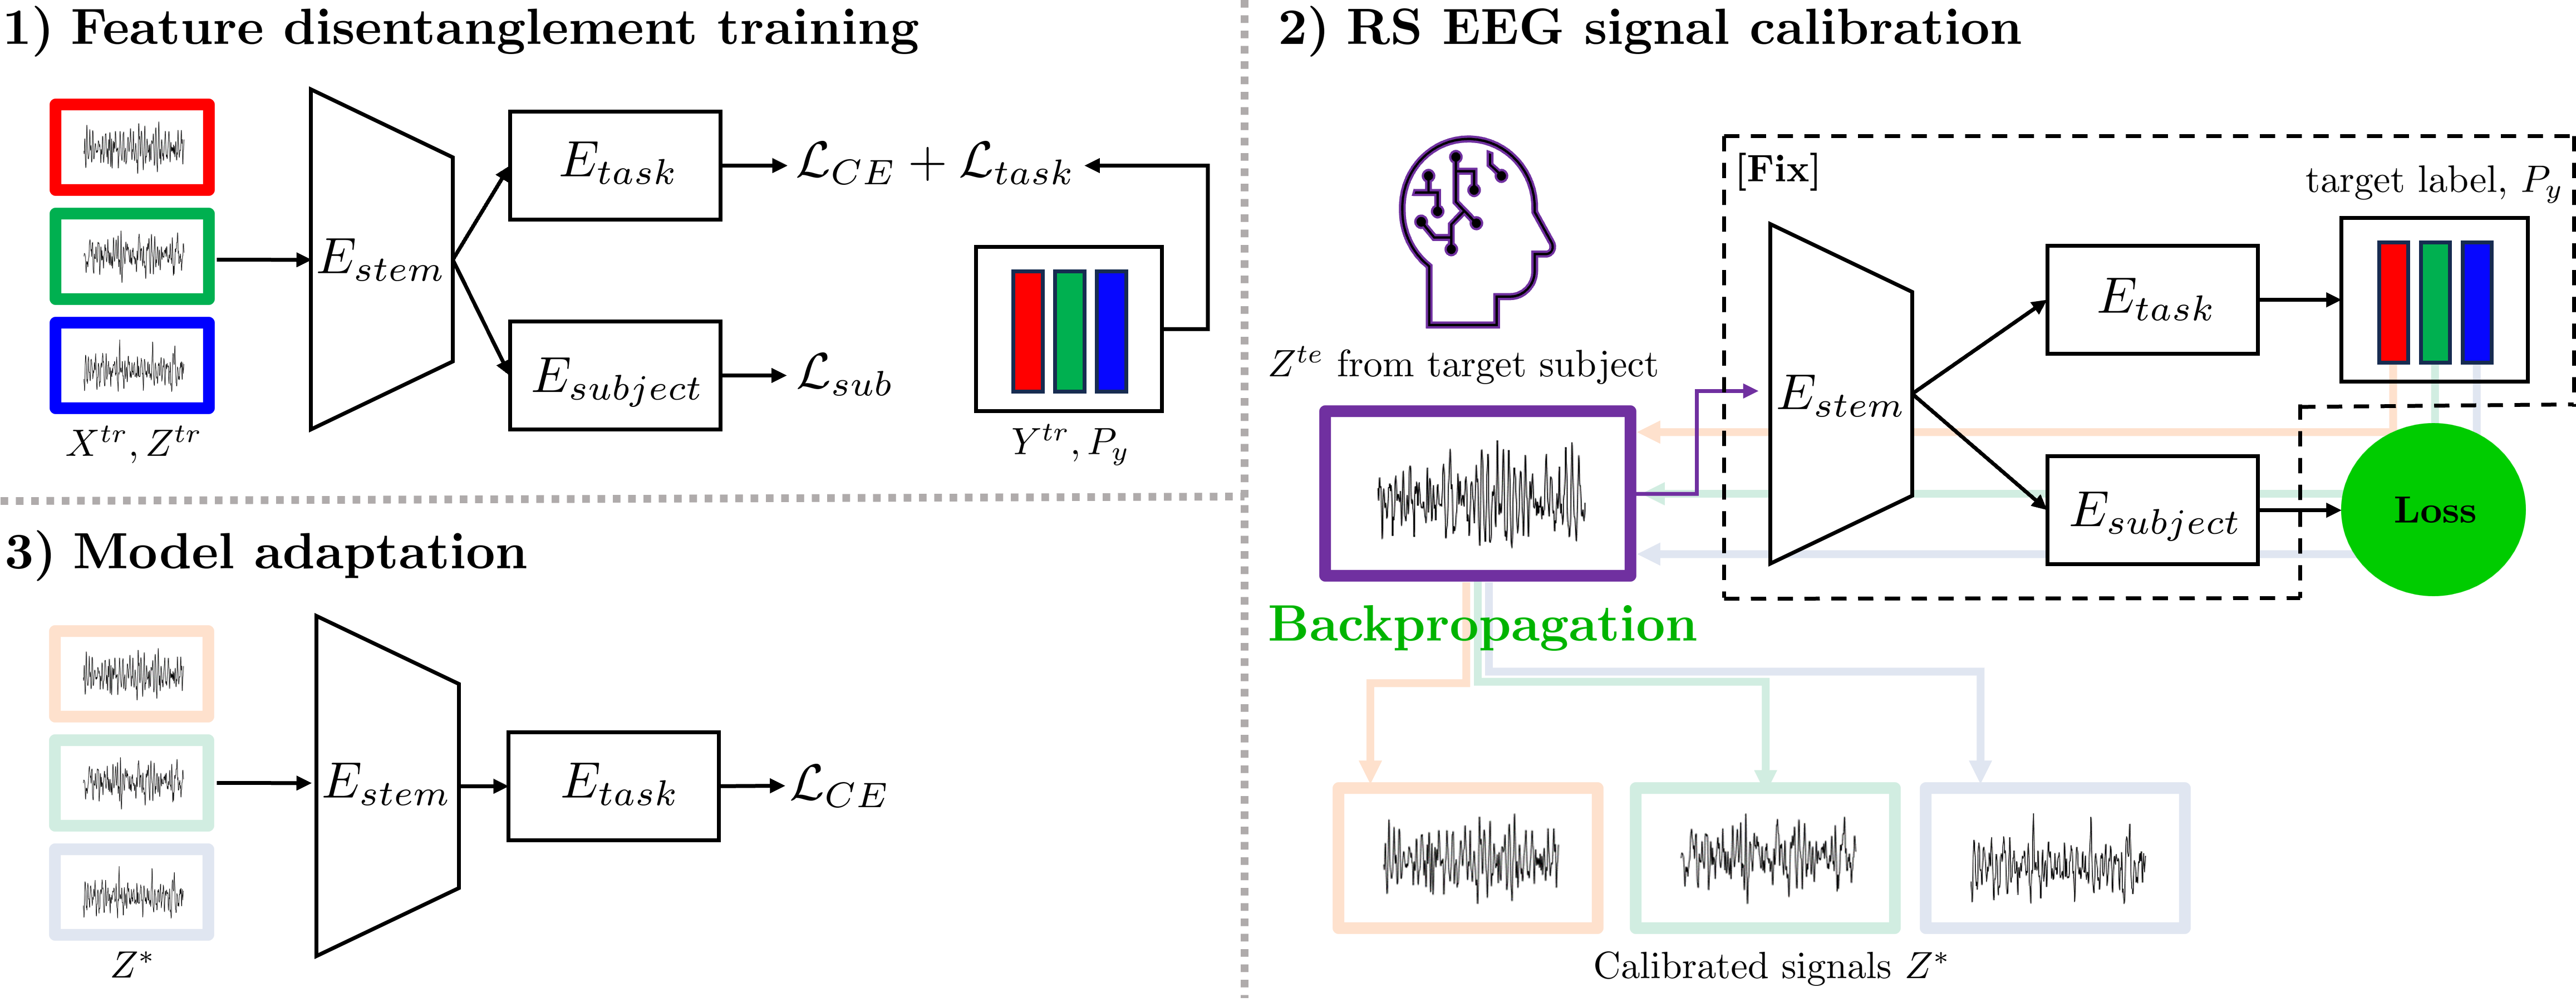 1) Feature disentanglement training
E_{stem}
E_{task}
\mathcal{L}_{CE} + \mathcal{L}_{task}
E_{subject}
\mathcal{L}_{sub}
X^{tr}, Z^{tr}
Y^{tr}, P_y
2) RS EEG signal calibration
[Fix]
target label, P_y
Z^{te} from target subject
E_{stem}
E_{task}
E_{subject}
Loss
Backpropagation
Calibrated signals Z^*
3) Model adaptation
E_{stem}
E_{task}
\mathcal{L}_{CE}
Z^*